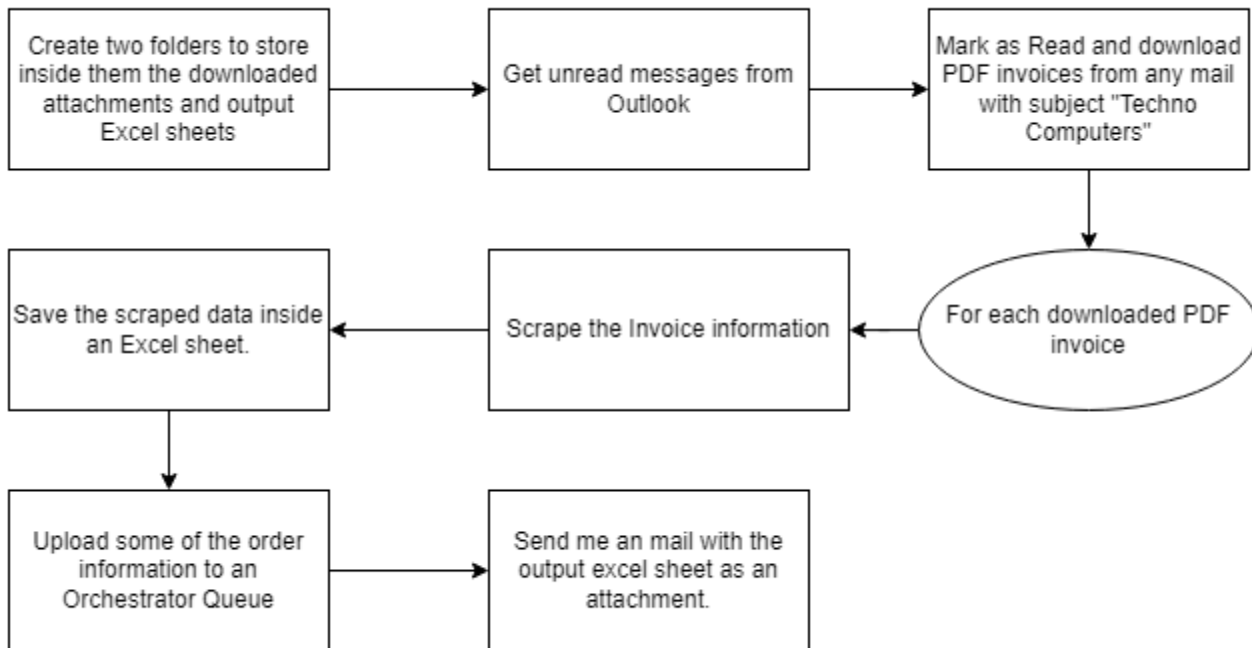 Create two folders to store
inside them the downloaded
attachments and output
Excel sheets
Get unread messages from
Outlook
Mark as Read and download
PDF invoices from any mail
with subject "Techno
Computers"
For each downloaded PDF
invoice
Scrape the Invoice information
Save the scraped data inside
an Excel sheet.
Upload some of the order
information to an
Orchestrator Queue
Send me an mail with the
output excel sheet as an
attachment.